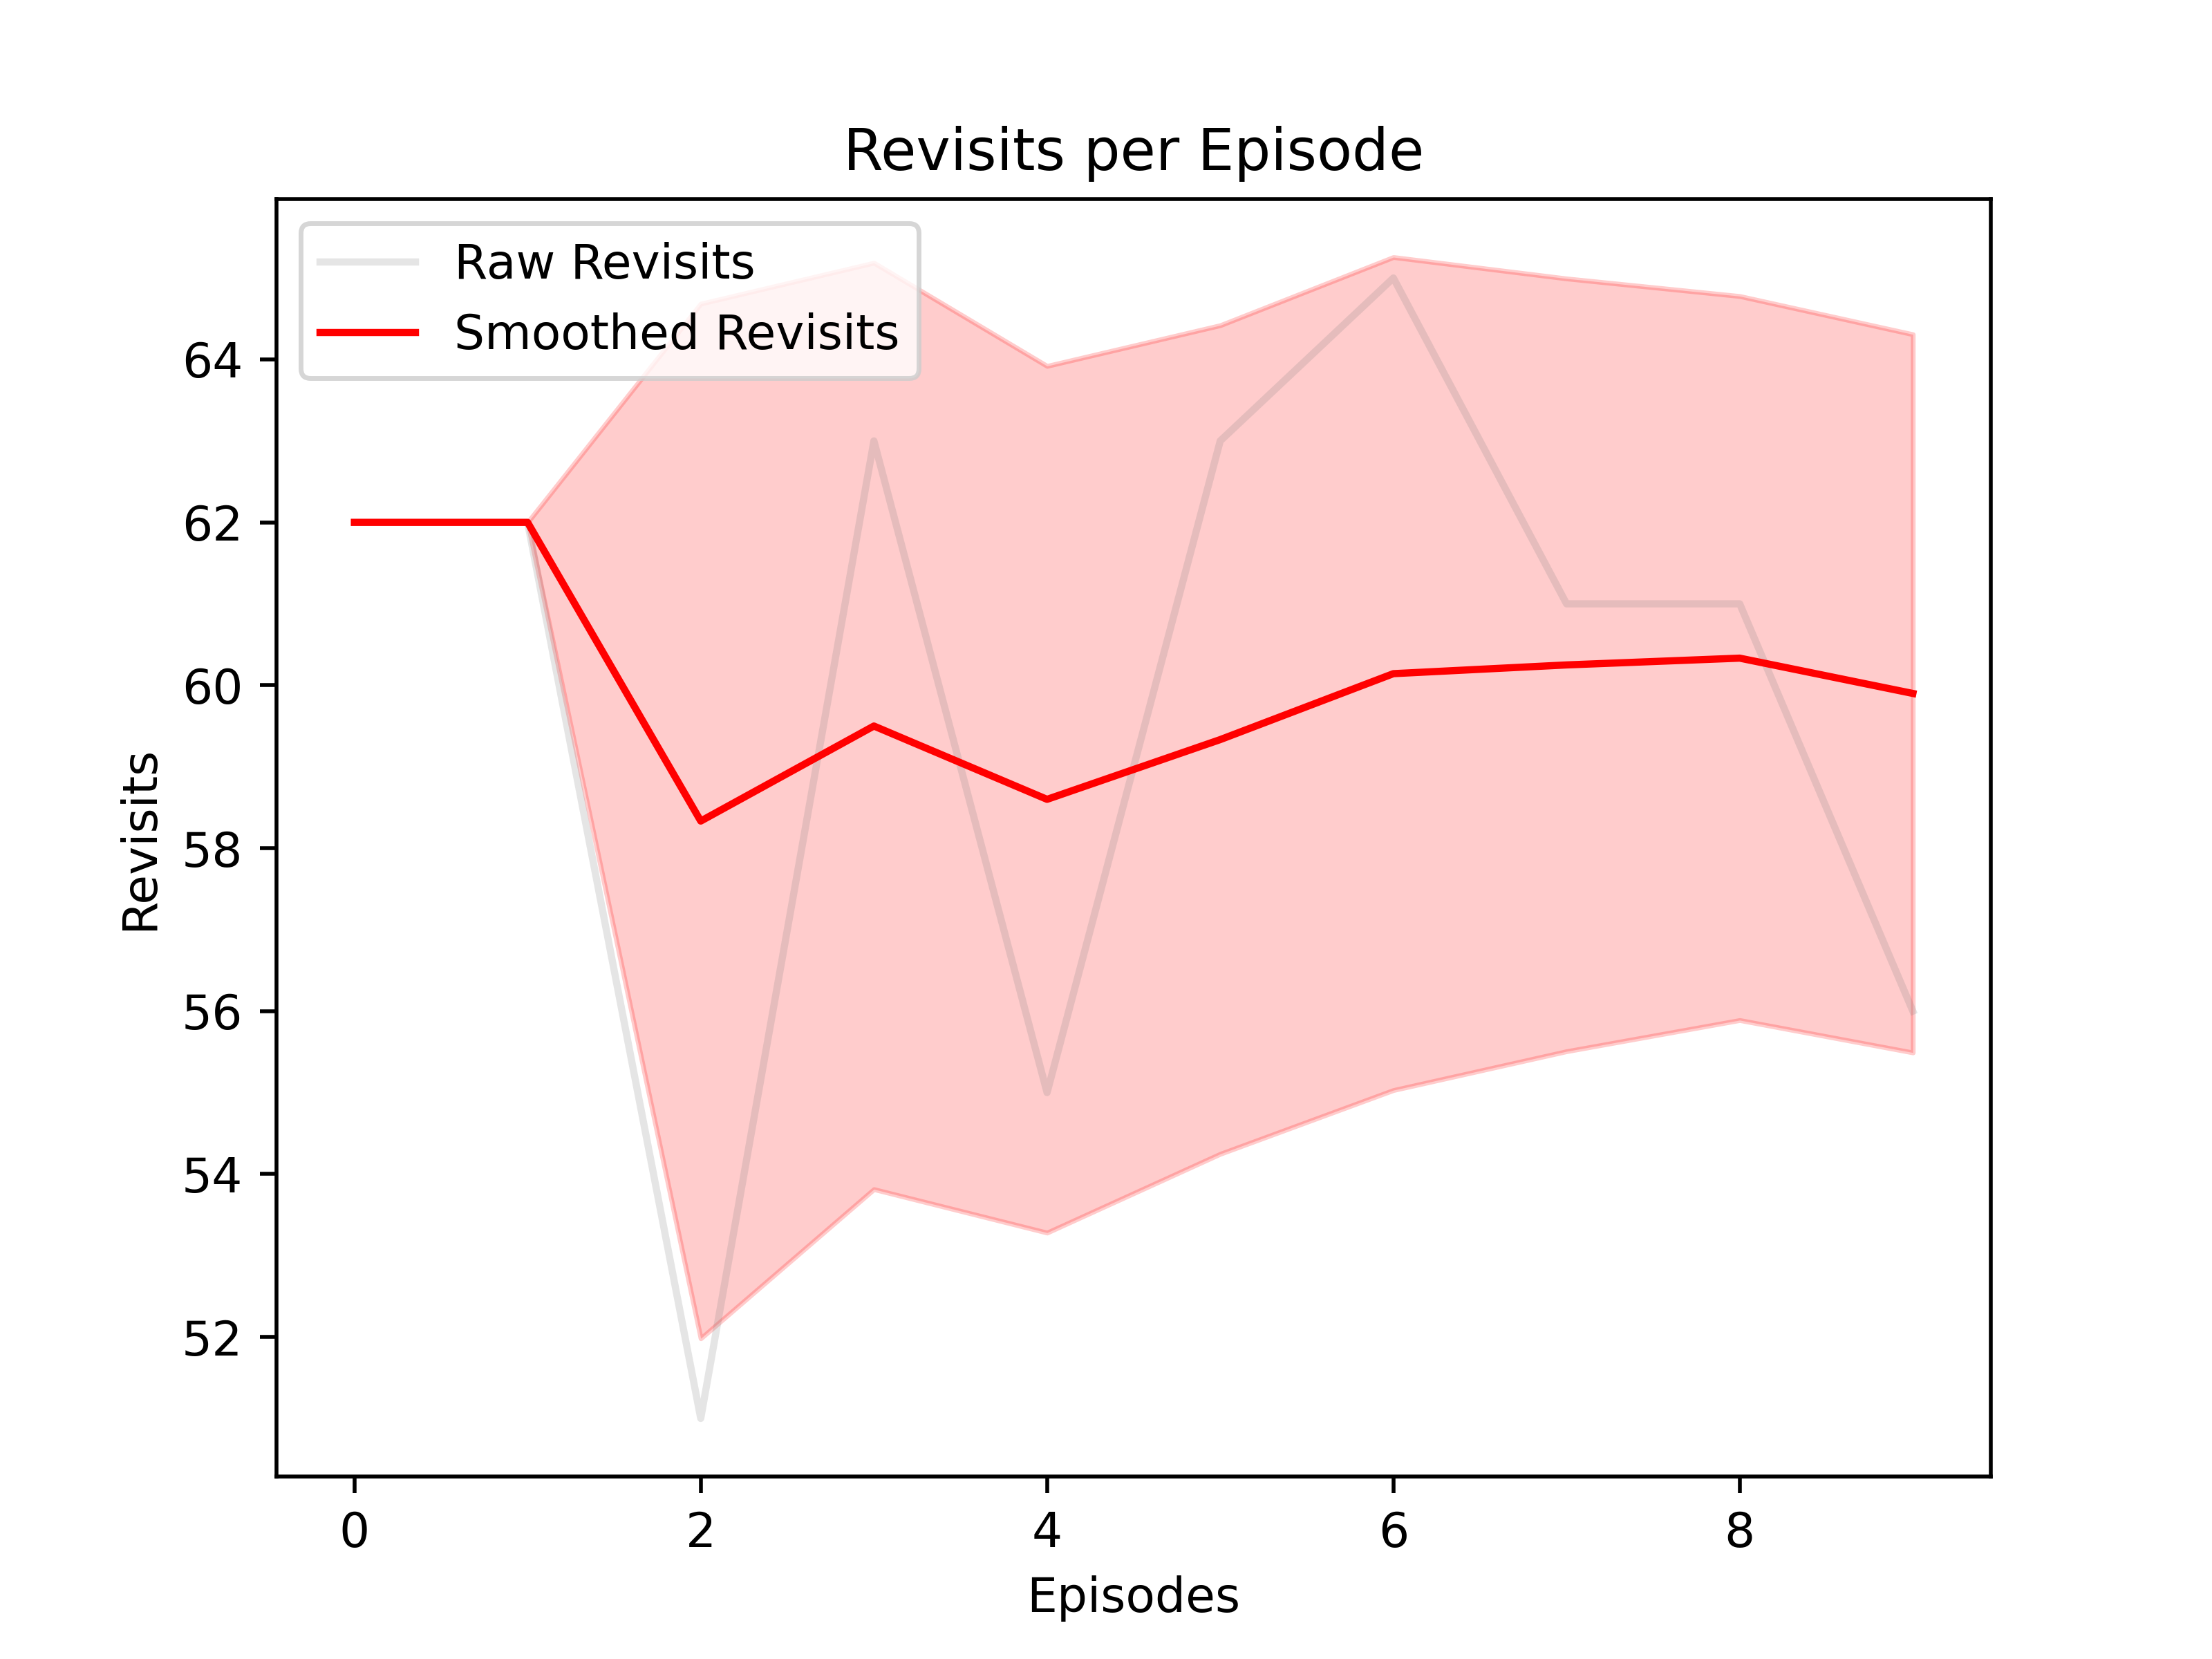 Revisits per Episode
Raw Revisits
Smoothed Revisits
64
62
60
58
56
54
52
Revisits
0 2 4 6 8
Episodes